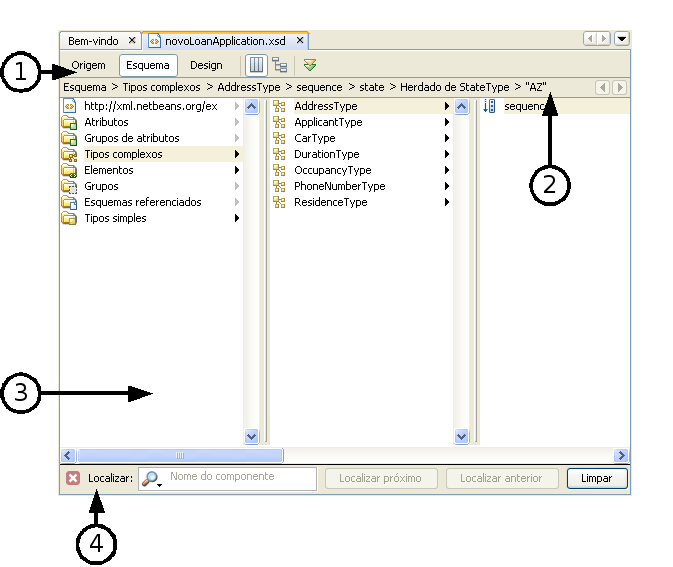 Bem-vindo novoLoanApplication.xsd
1
Origem Esquema Design
Esquema > Tipos complexos > AddressType > sequence > state > Herdado de StateType > "AZ"
http://xml.netbeans.org/ex AddressType sequenc
Atributos ApplicantType
Grupos de atributos CarType
Tipos complexos DurationType
Elementos OccupancyType
Grupos PhoneNumberType
Esquemas referenciados ResidenceType
Tipos simples
2
3
Localizar: Nome do componente Localizar próximo Localizar anterior Limpar
4